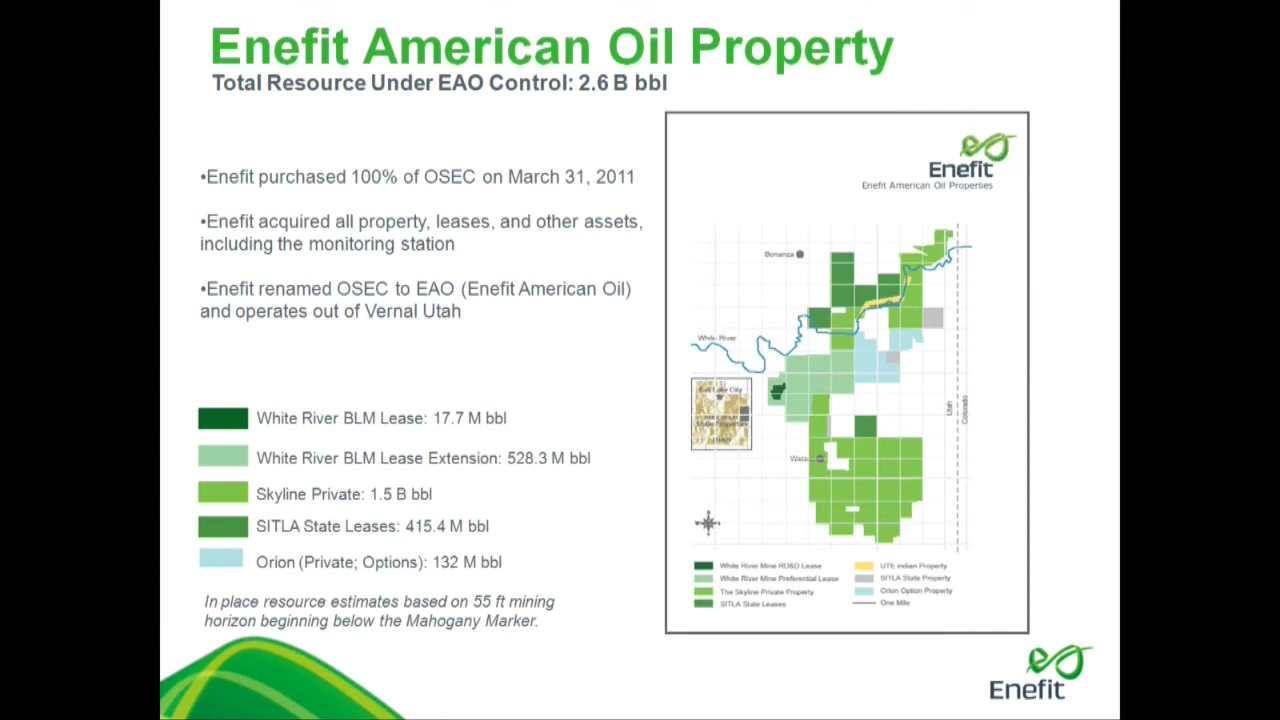 Enefit American Oil Property
Total Resource Under EAO Control: 2.6 B bbl
•Enefit purchased 100% of OSEC on March 31, 2011
•Enefit acquired all property, leases, and other assets,
including the monitoring station
•Enefit renamed OSEC to EAO (Enefit American Oil)
and operates out of Vernal Utah
White River BLM Lease: 17.7 M bbl
White River BLM Lease Extension: 528.3 M bbl
Skyline Private: 1.5 B bbl
SITLA State Leases: 415.4 M bbl
Orion (Private; Options): 132 M bbl
In place resource estimates based on 55 ft mining
horizon beginning below the Mahogany Marker.
Enefit
Enefit American Oil Properties
Bonanza
White River
Salt Lake City
Utah
Colorado
White River Mine RD&D Lease
White River Mine Preferential Lease
The Skyline Private Property
SITLA State Leases
UTE Indian Property
SITLA State Property
Orion Option Property
One Mile
Enefit